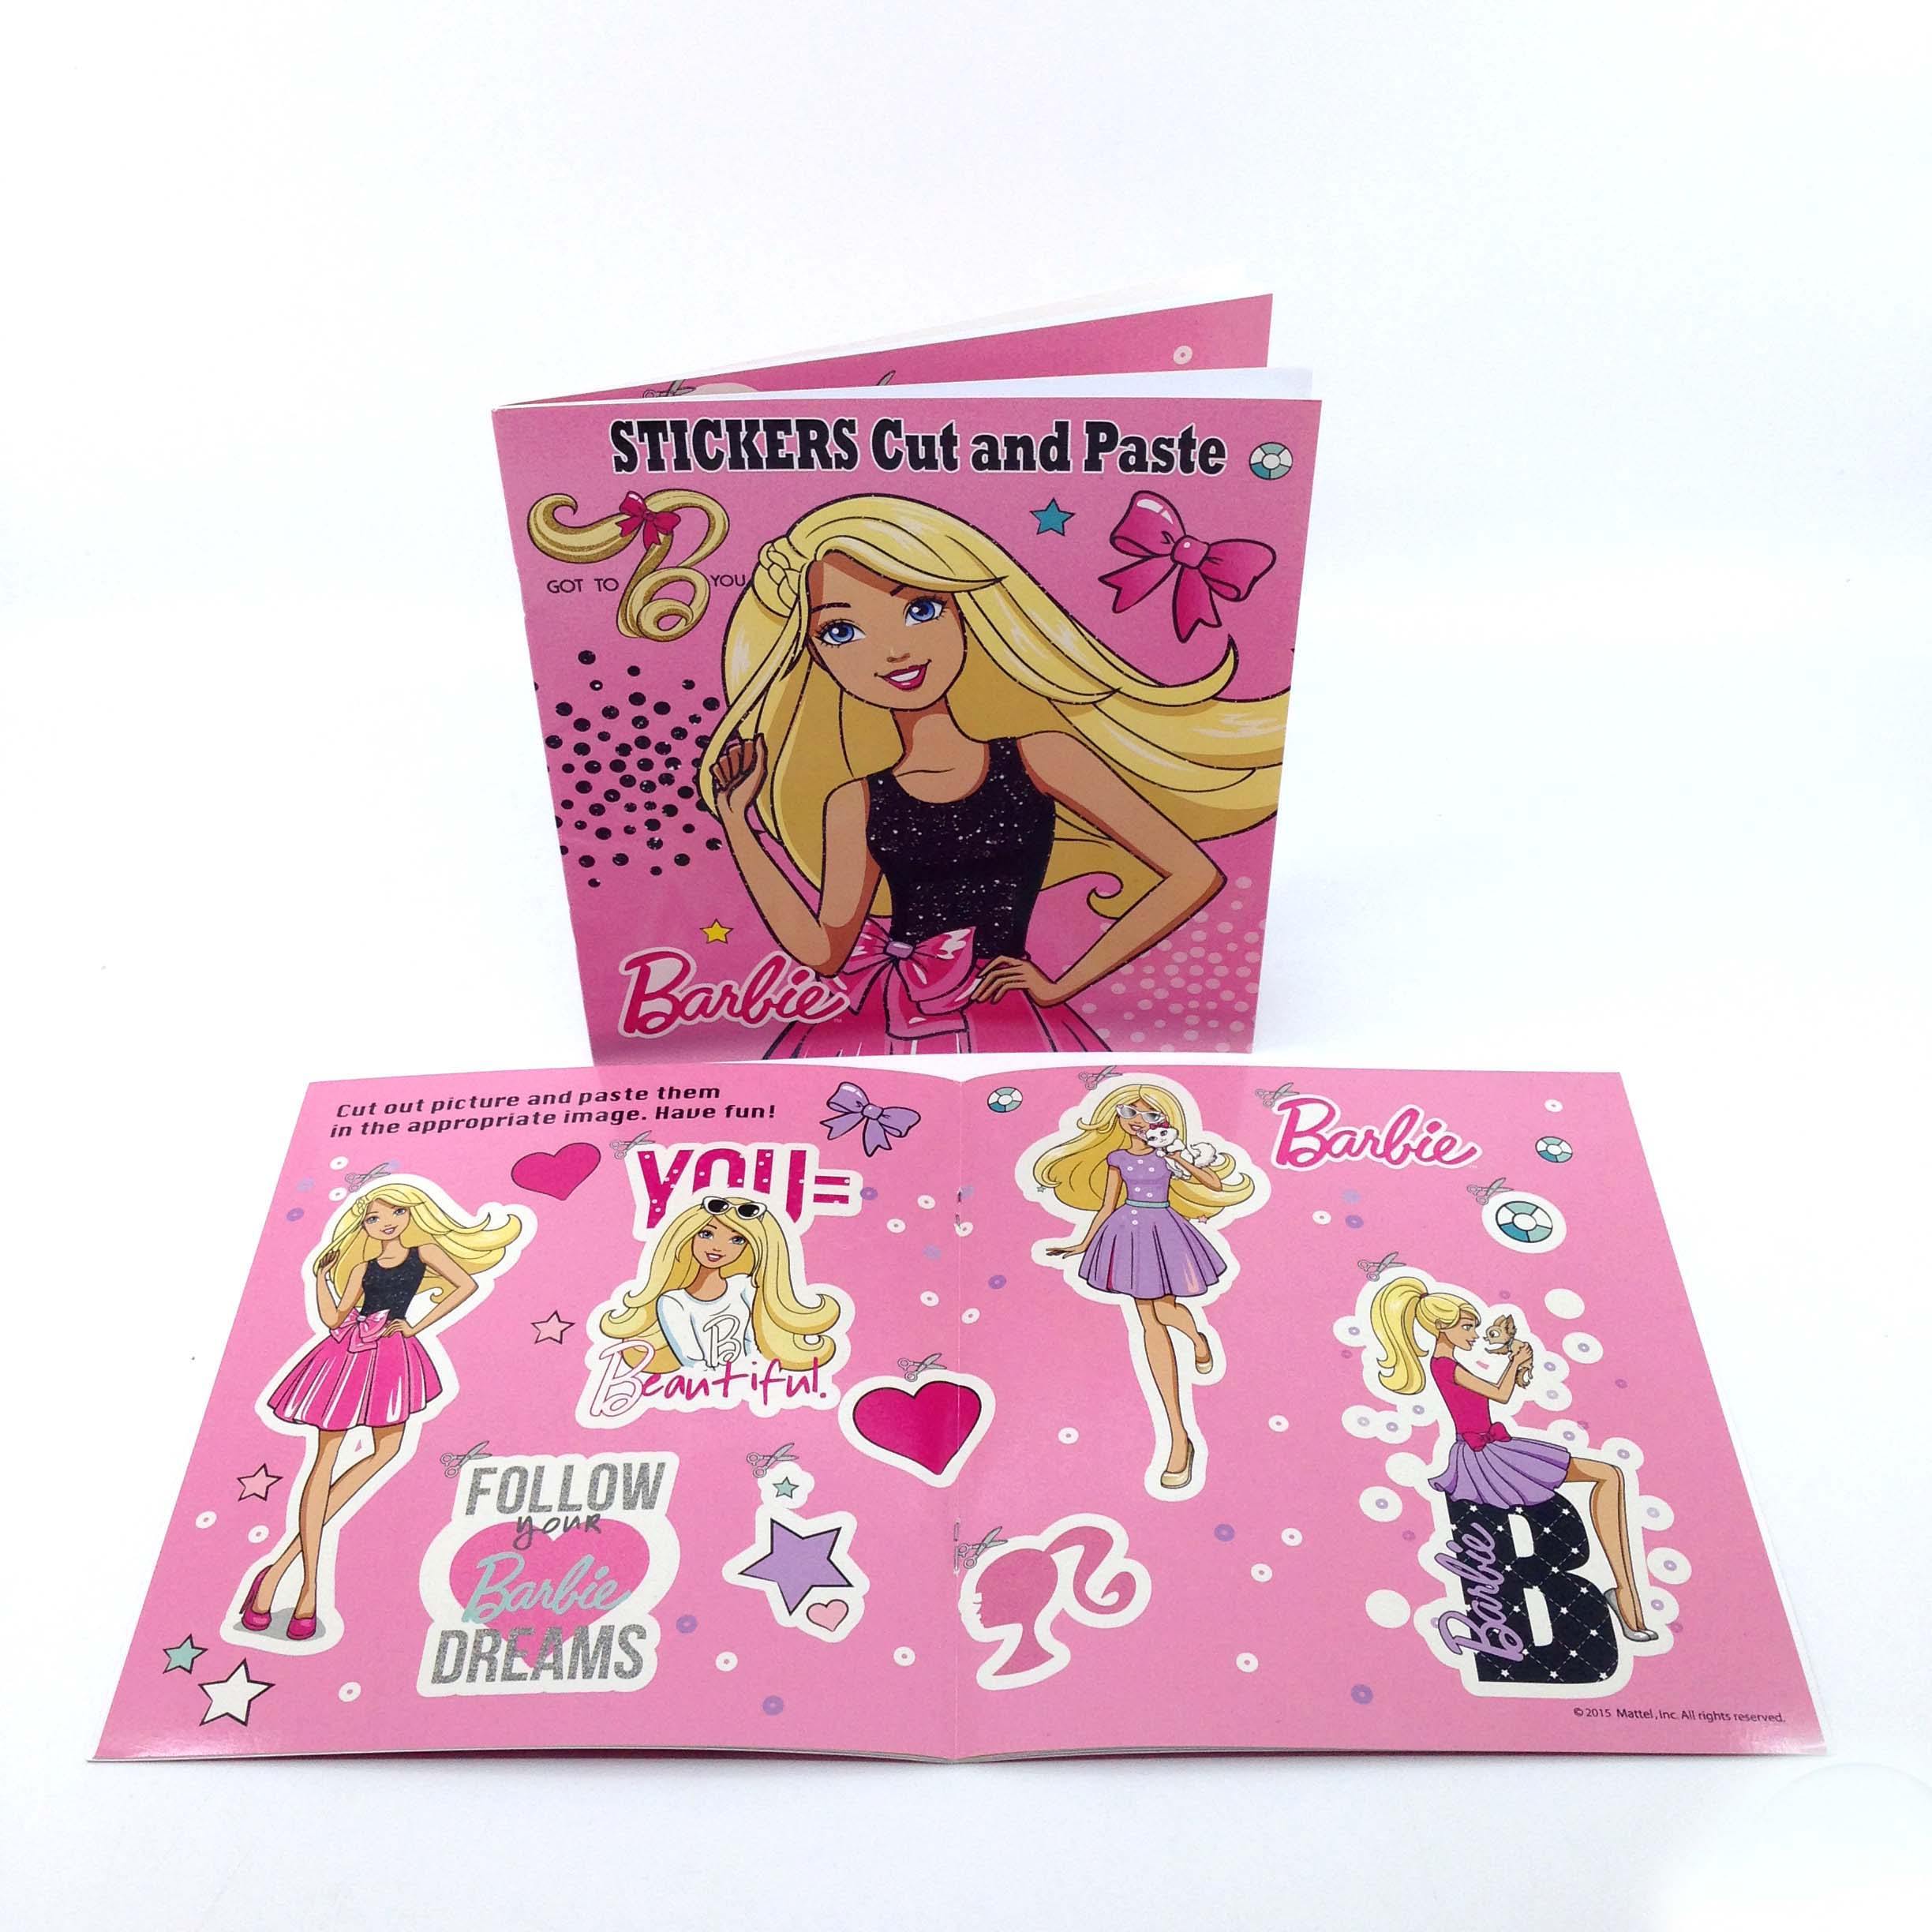 STICKERS Cut and Paste
GOT TO B YOU
Barbie
Cut out picture and paste them
in the appropriate image. Have fun!
YOU=
B
Beautiful.
FOLLOW
your
Barbie
DREAMS
Barbie
Barbie
B
© 2015 Mattel, Inc. All rights reserved.